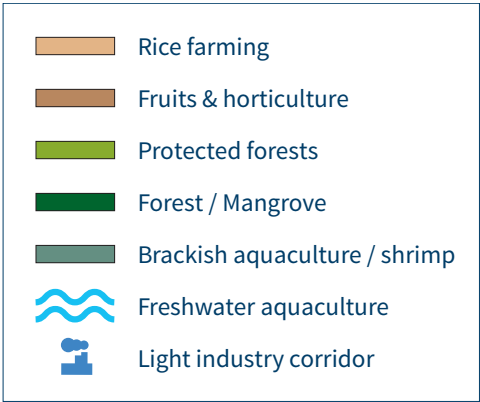 Rice farming
Fruits & horticulture
Protected forests
Forest / Mangrove
Brackish aquaculture / shrimp
Freshwater aquaculture
Light industry corridor